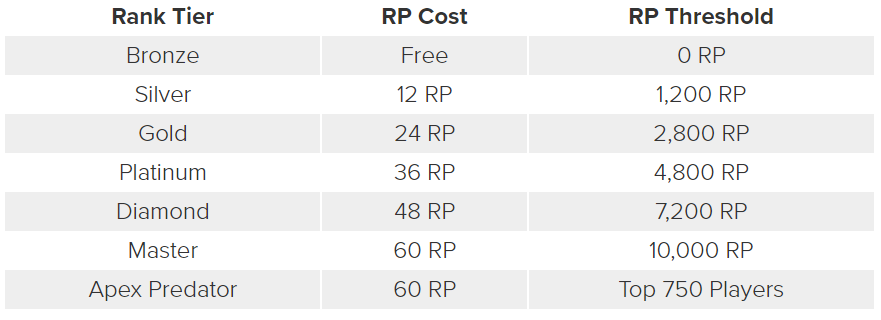 Rank Tier RP Cost RP Threshold
Bronze Free 0 RP
Silver 12 RP 1,200 RP
Gold 24 RP 2,800 RP
Platinum 36 RP 4,800 RP
Diamond 48 RP 7,200 RP
Master 60 RP 10,000 RP
Apex Predator 60 RP Top 750 Players